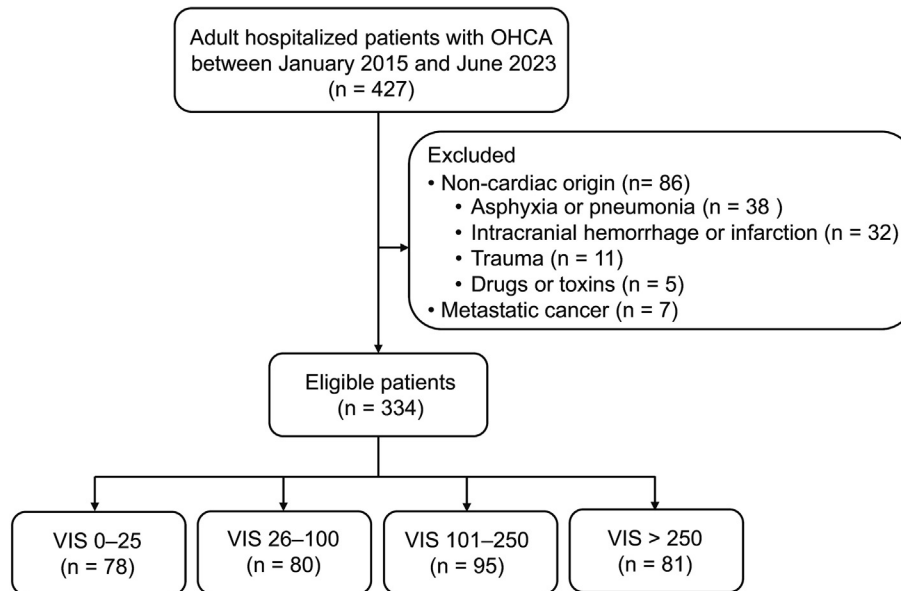 Adult hospitalized patients with OHCA
between January 2015 and June 2023
(n = 427)
Excluded
• Non-cardiac origin (n= 86)
• Asphyxia or pneumonia (n = 38 )
• Intracranial hemorrhage or infarction (n = 32)
• Trauma (n = 11)
• Drugs or toxins (n = 5)
• Metastatic cancer (n = 7)
Eligible patients
(n = 334)
VIS 0–25
(n = 78)
VIS 26–100
(n = 80)
VIS 101–250
(n = 95)
VIS > 250
(n = 81)